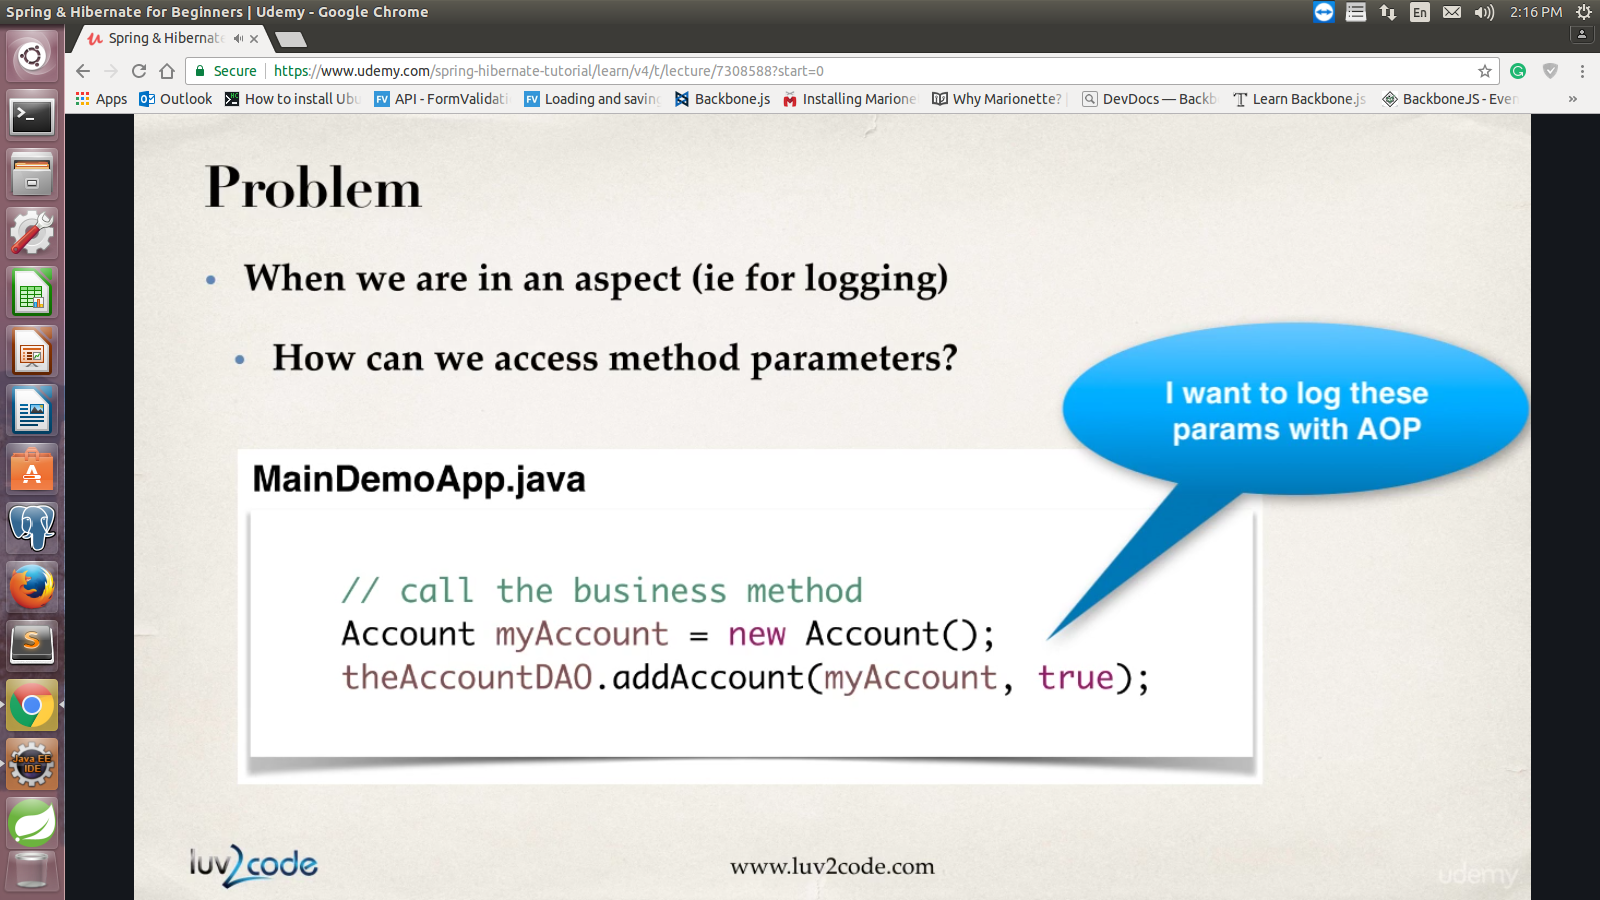 Spring & Hibernate for Beginners | Udemy - Google Chrome
En
2:16 PM
Spring & Hibernate
Secure
https://www.udemy.com/spring-hibernate-tutorial/learn/v4/t/lecture/7308588?start=0
Apps
Outlook
How to install Ubu
API - FormValidati
Loading and saving
Backbone.js
Installing Marione
Why Marionette?
DevDocs — Backb
Learn Backbone.js
BackboneJS - Even
»
Problem
• When we are in an aspect (ie for logging)
• How can we access method parameters?
I want to log these
params with AOP
MainDemoApp.java
// call the business method
Account myAccount = new Account();
theAccountDAO.addAccount(myAccount, true);
Java EE
IDE
luv2code
www.luv2code.com
udemy